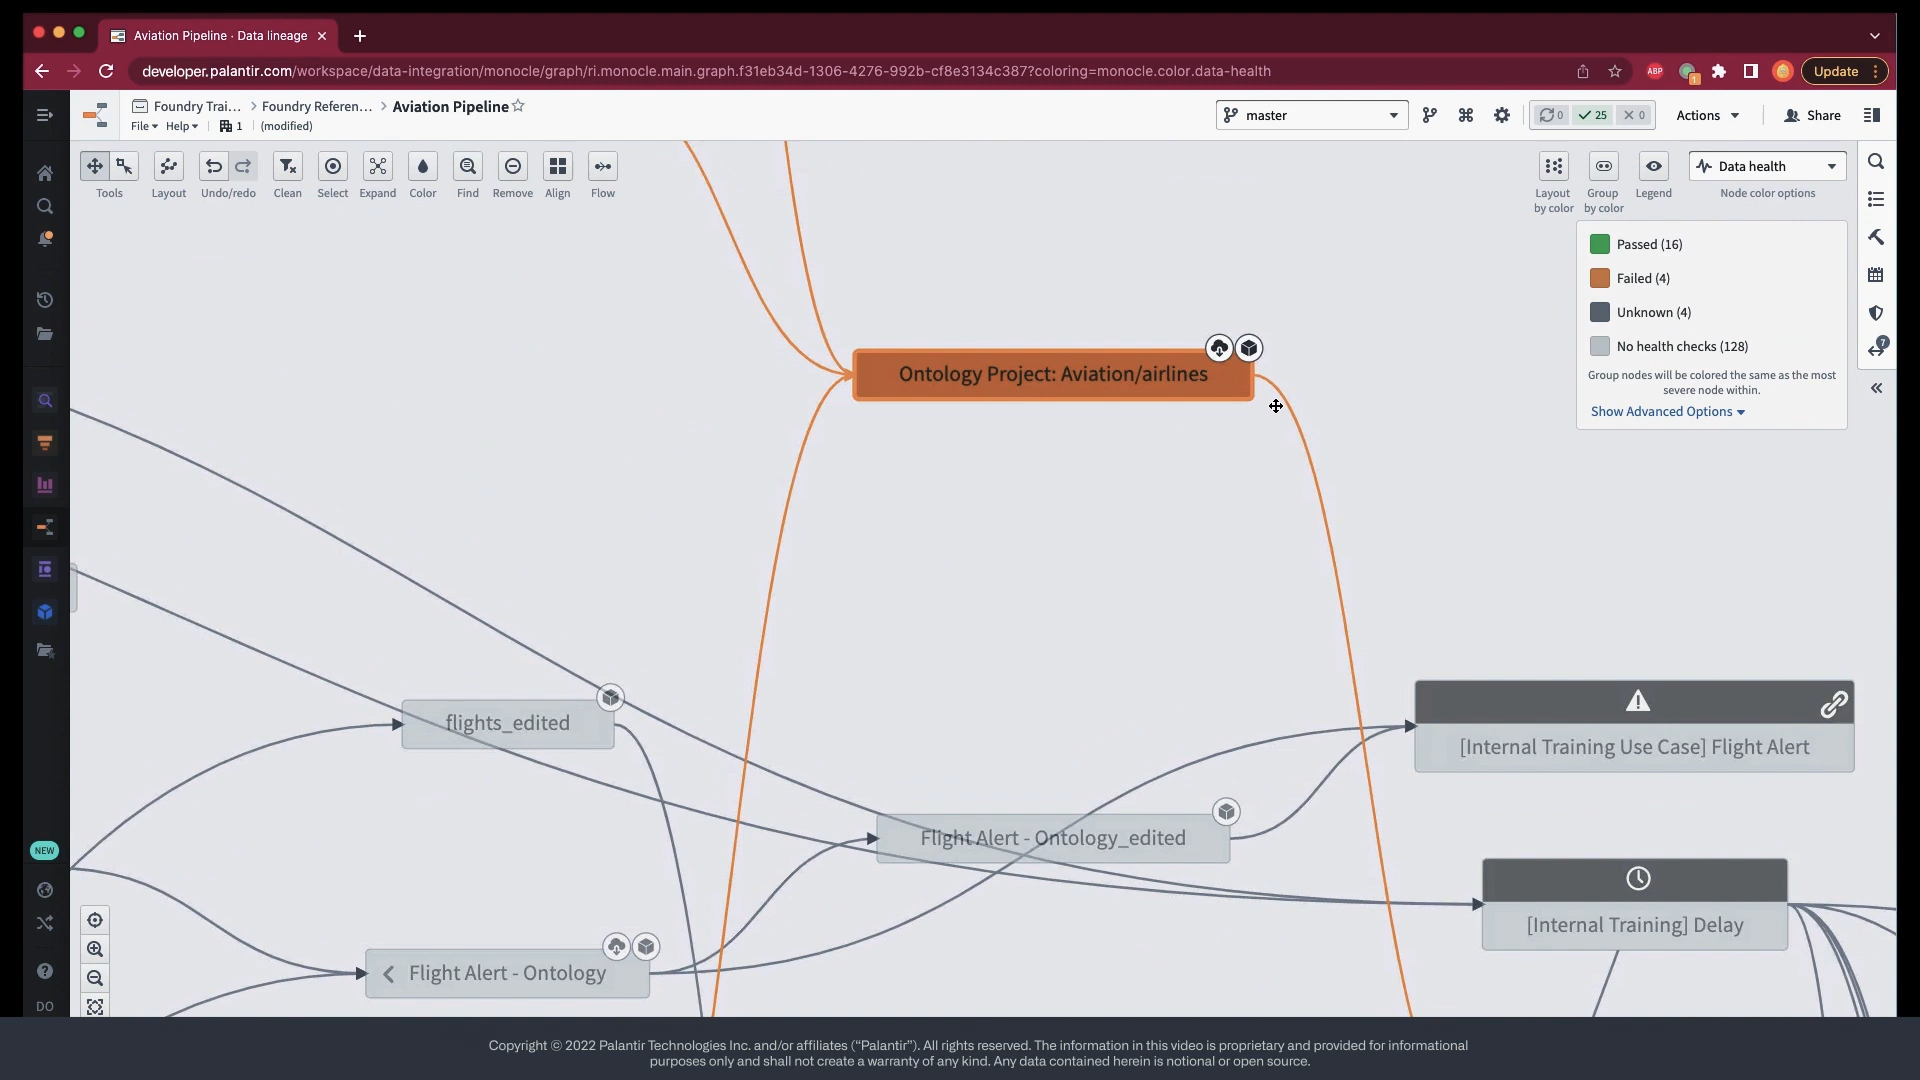 Aviation Pipeline · Data lineage
developer.palantir.com/workspace/data-integration/monocle/graph/ri.monocle.main.graph.f31eb34d-1306-4276-992b-cf8e3134c387?coloring=monocle.color.data-health
ABP
1
Update
Foundry Trai... > Foundry Referen... > Aviation Pipeline
File Help 1 (modified)
master
0 25 0
Actions
Share
Tools
Layout
Undo/redo
Clean
Select
Expand
Color
Find
Remove
Align
Flow
Layout by color
Group by color
Legend
Data health
Node color options
Passed (16)
Failed (4)
Unknown (4)
No health checks (128)
Group nodes will be colored the same as the most
severe node within.
Show Advanced Options
7
Ontology Project: Aviation/airlines
flights_edited
[Internal Training Use Case] Flight Alert
Flight Alert - Ontology_edited
[Internal Training] Delay
Flight Alert - Ontology
NEW
DO
Copyright © 2022 Palantir Technologies Inc. and/or affiliates (“Palantir”). All rights reserved. The information in this video is proprietary and provided for informational
purposes only and shall not create a warranty of any kind. Any data contained herein is notional or open source.